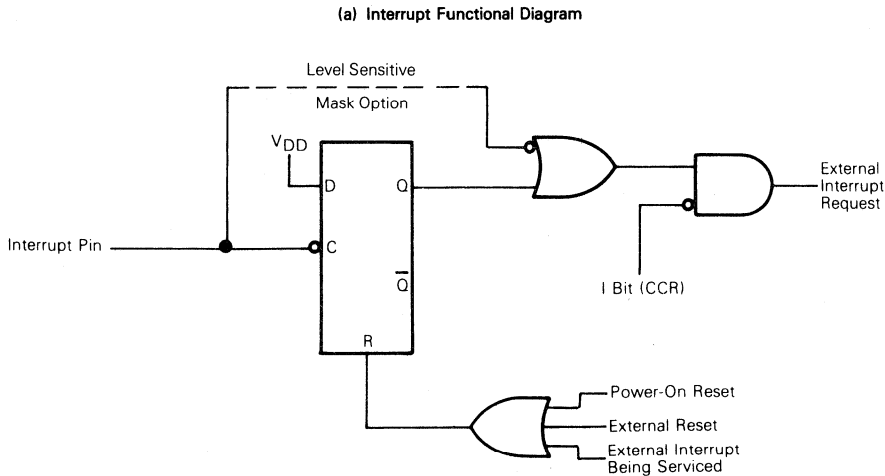 (a) Interrupt Functional Diagram
Level Sensitive
Mask Option
VDD
D
Q
External
Interrupt
Request
Interrupt Pin
C
Q̅
I Bit (CCR)
R
Power-On Reset
External Reset
External Interrupt
Being Serviced